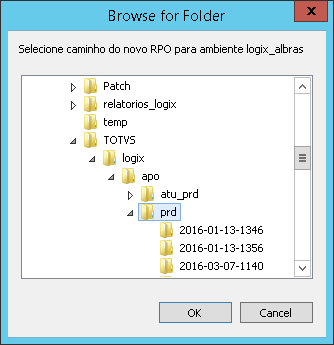 Browse for Folder
Selecione caminho do novo RPO para ambiente logix_albras
Patch
relatorios_logix
temp
TOTVS
logix
apo
atu_prd
prd
2016-01-13-1346
2016-01-13-1356
2016-03-07-1140
OK
Cancel